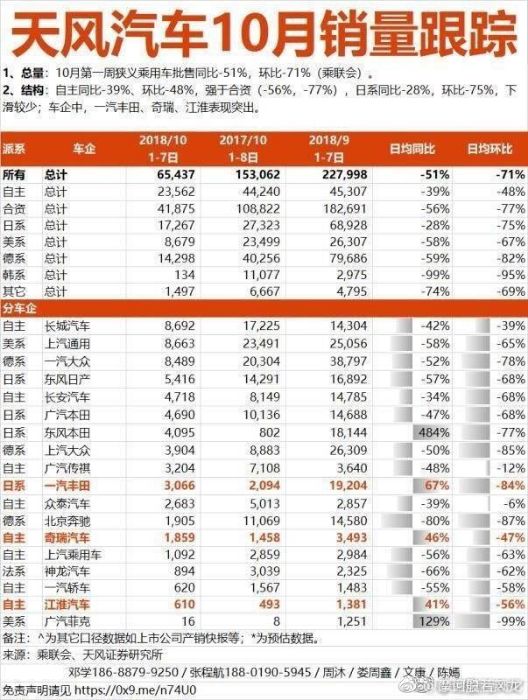 天风汽车10月销量跟踪
1、总量：10月第一周狭义乘用车批售同比-51%，环比-71%（乘联会）。
2、结构：自主同比-39%、环比-48%，强于合资（-56%，-77%），日系同比-28%，环比-75%，下
滑较少；车企中，一汽丰田、奇瑞、江淮表现突出。
派系 车企 2018/10 1-7日 2017/10 1-8日 2018/9 1-7日 日均同比 日均环比
所有 总计 65,437 153,062 227,998 -51% -71%
自主 总计 23,562 44,240 45,307 -39% -48%
合资 总计 41,875 108,822 182,691 -56% -77%
日系 总计 17,267 27,323 68,928 -28% -75%
美系 总计 8,679 23,499 26,307 -58% -67%
德系 总计 14,298 40,256 79,686 -59% -82%
韩系 总计 134 11,077 2,975 -99% -95%
其它 总计 1,497 6,667 4,795 -74% -69%
分车企
自主 长城汽车 8,692 17,225 14,304 -42% -39%
美系 上汽通用 8,663 23,491 25,056 -58% -65%
德系 一汽大众 8,489 20,304 38,797 -52% -78%
日系 东风日产 5,416 14,291 16,892 -57% -68%
自主 长安汽车 4,718 8,149 14,785 -34% -68%
日系 广汽本田 4,690 10,136 14,688 -47% -68%
日系 东风本田 4,095 802 18,144 484% -77%
德系 上汽大众 3,904 8,883 26,309 -50% -85%
自主 广汽传祺 3,204 7,108 3,640 -48% -12%
日系 一汽丰田 3,066 2,094 19,204 67% -84%
自主 众泰汽车 2,683 5,013 2,857 -39% -6%
德系 北京奔驰 1,905 11,069 14,580 -80% -87%
自主 奇瑞汽车 1,859 1,458 3,493 46% -47%
自主 上汽乘用车 1,092 2,859 2,984 -56% -63%
法系 神龙汽车 894 3,039 2,325 -66% -62%
自主 一汽轿车 620 1,567 1,483 -55% -58%
自主 江淮汽车 610 493 1,381 41% -56%
美系 广汽菲克 16 8 1,251 129% -99%
备注：^为其它口径数据如上市公司产销快报等；*为预估数据。
来源：乘联会、天风证券研究所
邓学186-8879-9250 / 张程航188-0190-5945 / 周沐 / 娄周鑫 / 文康 / 陈嫣
免责声明请见 https://0x9.me/n74U0